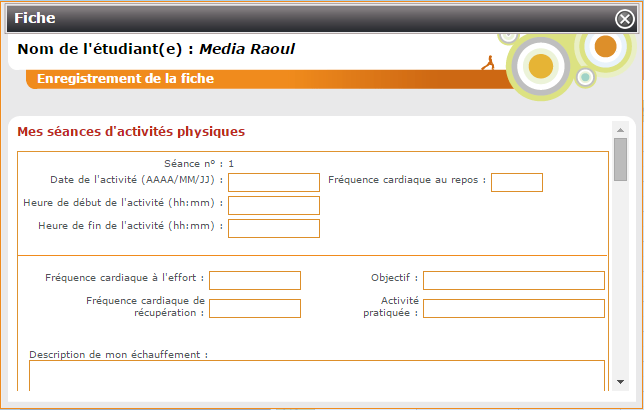 Fiche
Nom de l'étudiant(e) : Media Raoul
Enregistrement de la fiche
Mes séances d'activités physiques
Séance n° : 1
Date de l'activité (AAAA/MM/JJ) : Fréquence cardiaque au repos :
Heure de début de l'activité (hh:mm) :
Heure de fin de l'activité (hh:mm) :
Fréquence cardiaque à l'effort : Objectif :
Fréquence cardiaque de récupération : Activité pratiquée :
Description de mon échauffement :